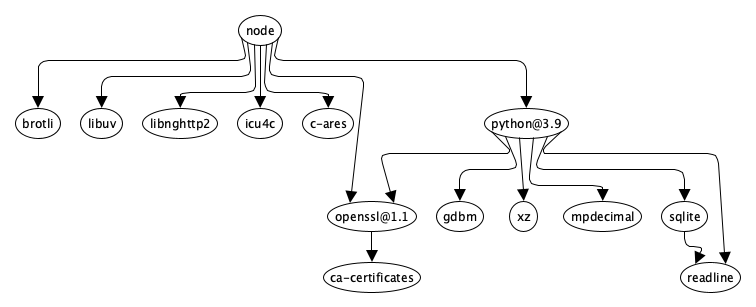 node
brotli
libuv
libnghttp2
icu4c
c-ares
python@3.9
openssl@1.1
gdbm
xz
mpdecimal
sqlite
ca-certificates
readline